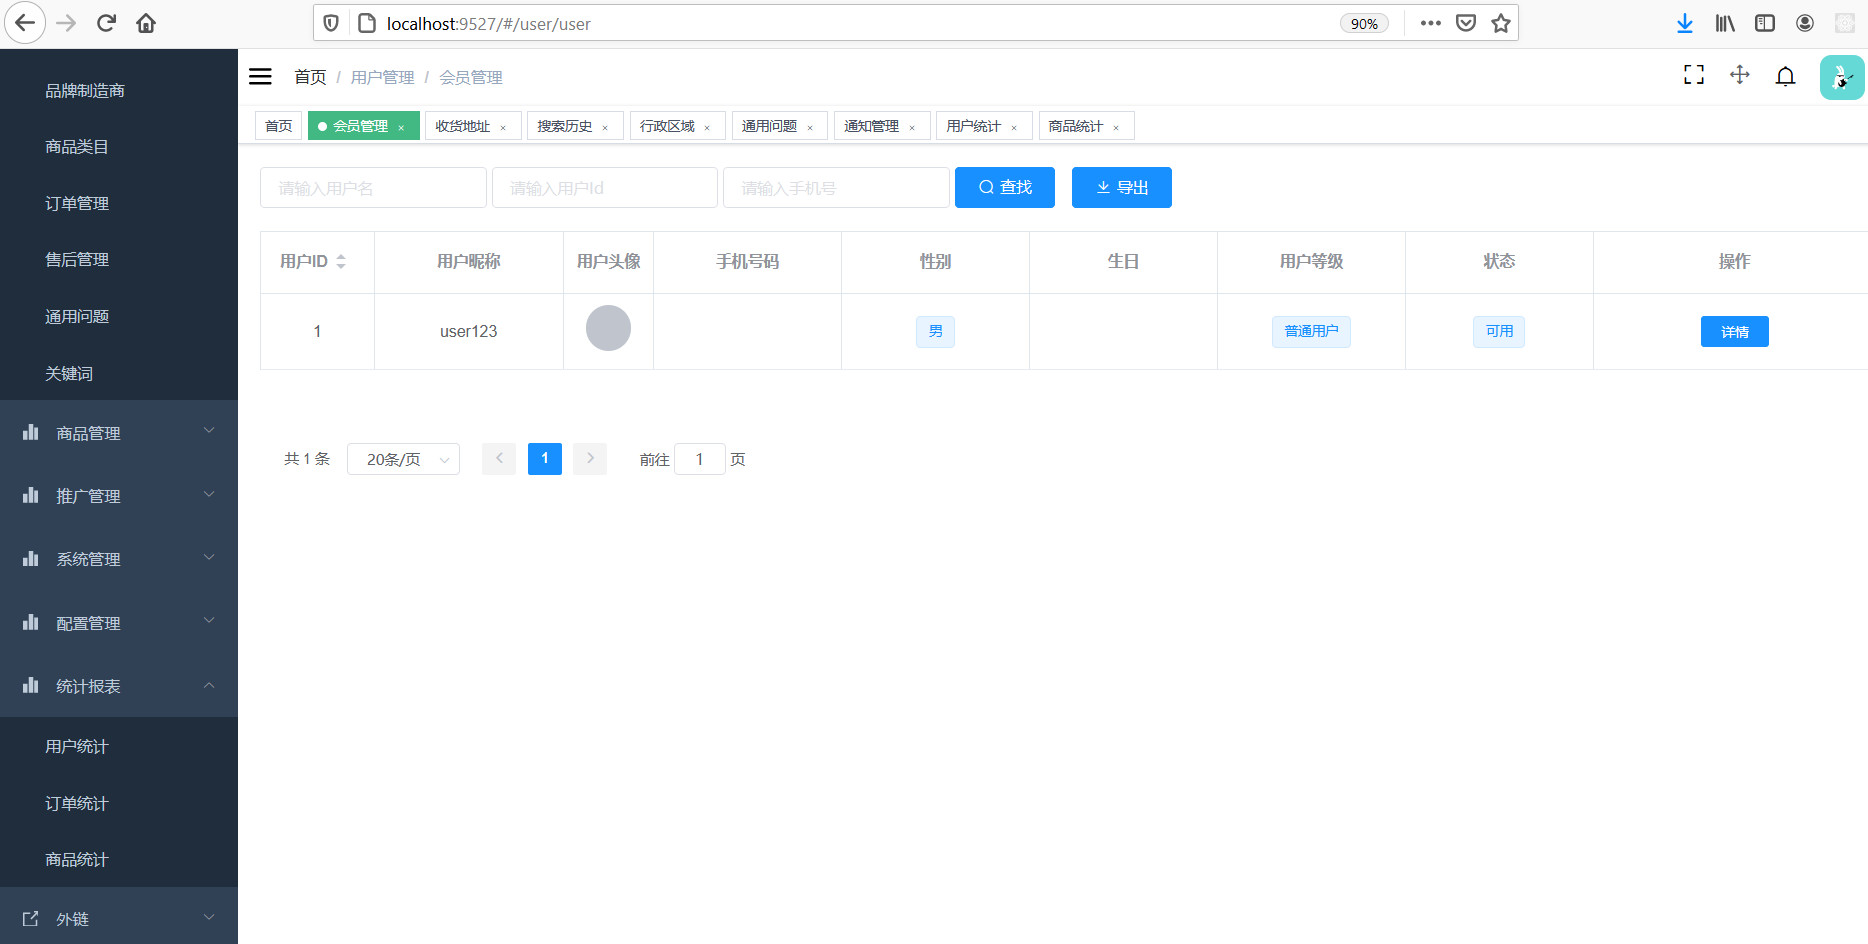 localhost:9527/#/user/user
90%
品牌制造商
商品类目
订单管理
售后管理
通用问题
关键词
商品管理
推广管理
系统管理
配置管理
统计报表
用户统计
订单统计
商品统计
外链
首页 / 用户管理 / 会员管理
首页 会员管理 × 收货地址 × 搜索历史 × 行政区域 × 通用问题 × 通知管理 × 用户统计 × 商品统计 ×
请输入用户名 请输入用户Id 请输入手机号 查找 导出
用户ID 用户昵称 用户头像 手机号码 性别 生日 用户等级 状态 操作
1 user123 男 普通用户 可用 详情
共 1 条 20条/页 1 前往 1 页